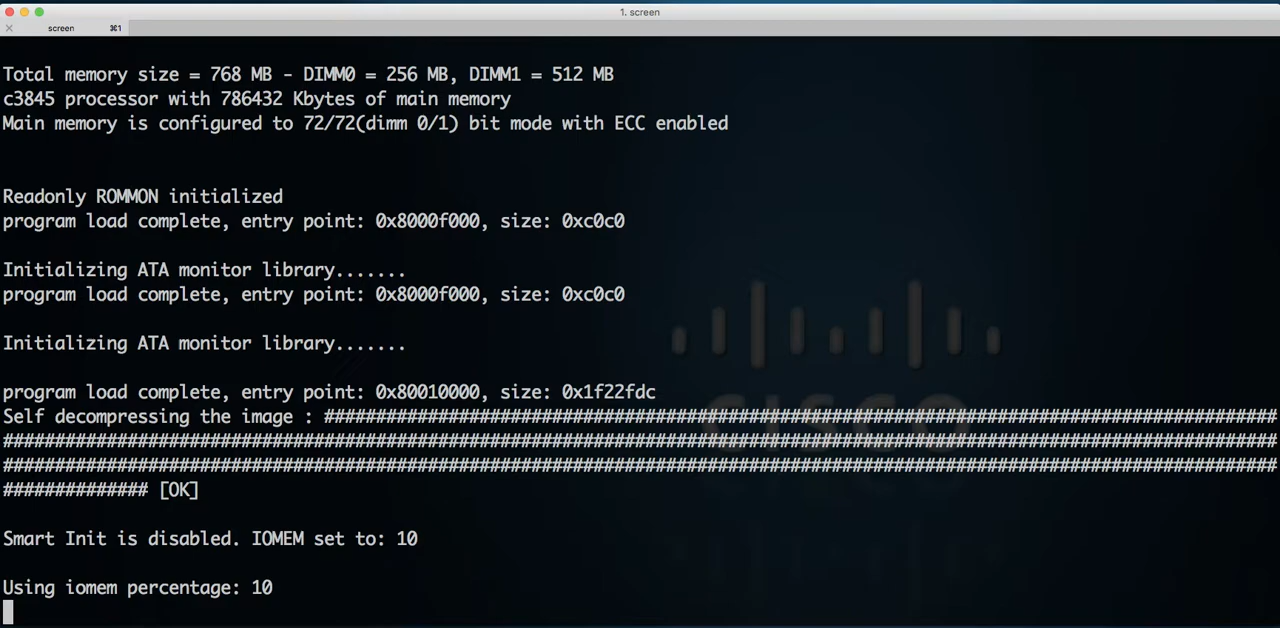 1. screen
screen ⌘1
Total memory size = 768 MB - DIMM0 = 256 MB, DIMM1 = 512 MB
c3845 processor with 786432 Kbytes of main memory
Main memory is configured to 72/72(dimm 0/1) bit mode with ECC enabled
Readonly ROMMON initialized
program load complete, entry point: 0x8000f000, size: 0xc0c0
Initializing ATA monitor library.......
program load complete, entry point: 0x8000f000, size: 0xc0c0
Initializing ATA monitor library.......
program load complete, entry point: 0x80010000, size: 0x1f22fdc
Self decompressing the image : ############################################################################################
###########################################################################################################################
###########################################################################################################################
############## [OK]
CISCO
Smart Init is disabled. IOMEM set to: 10
Using iomem percentage: 10